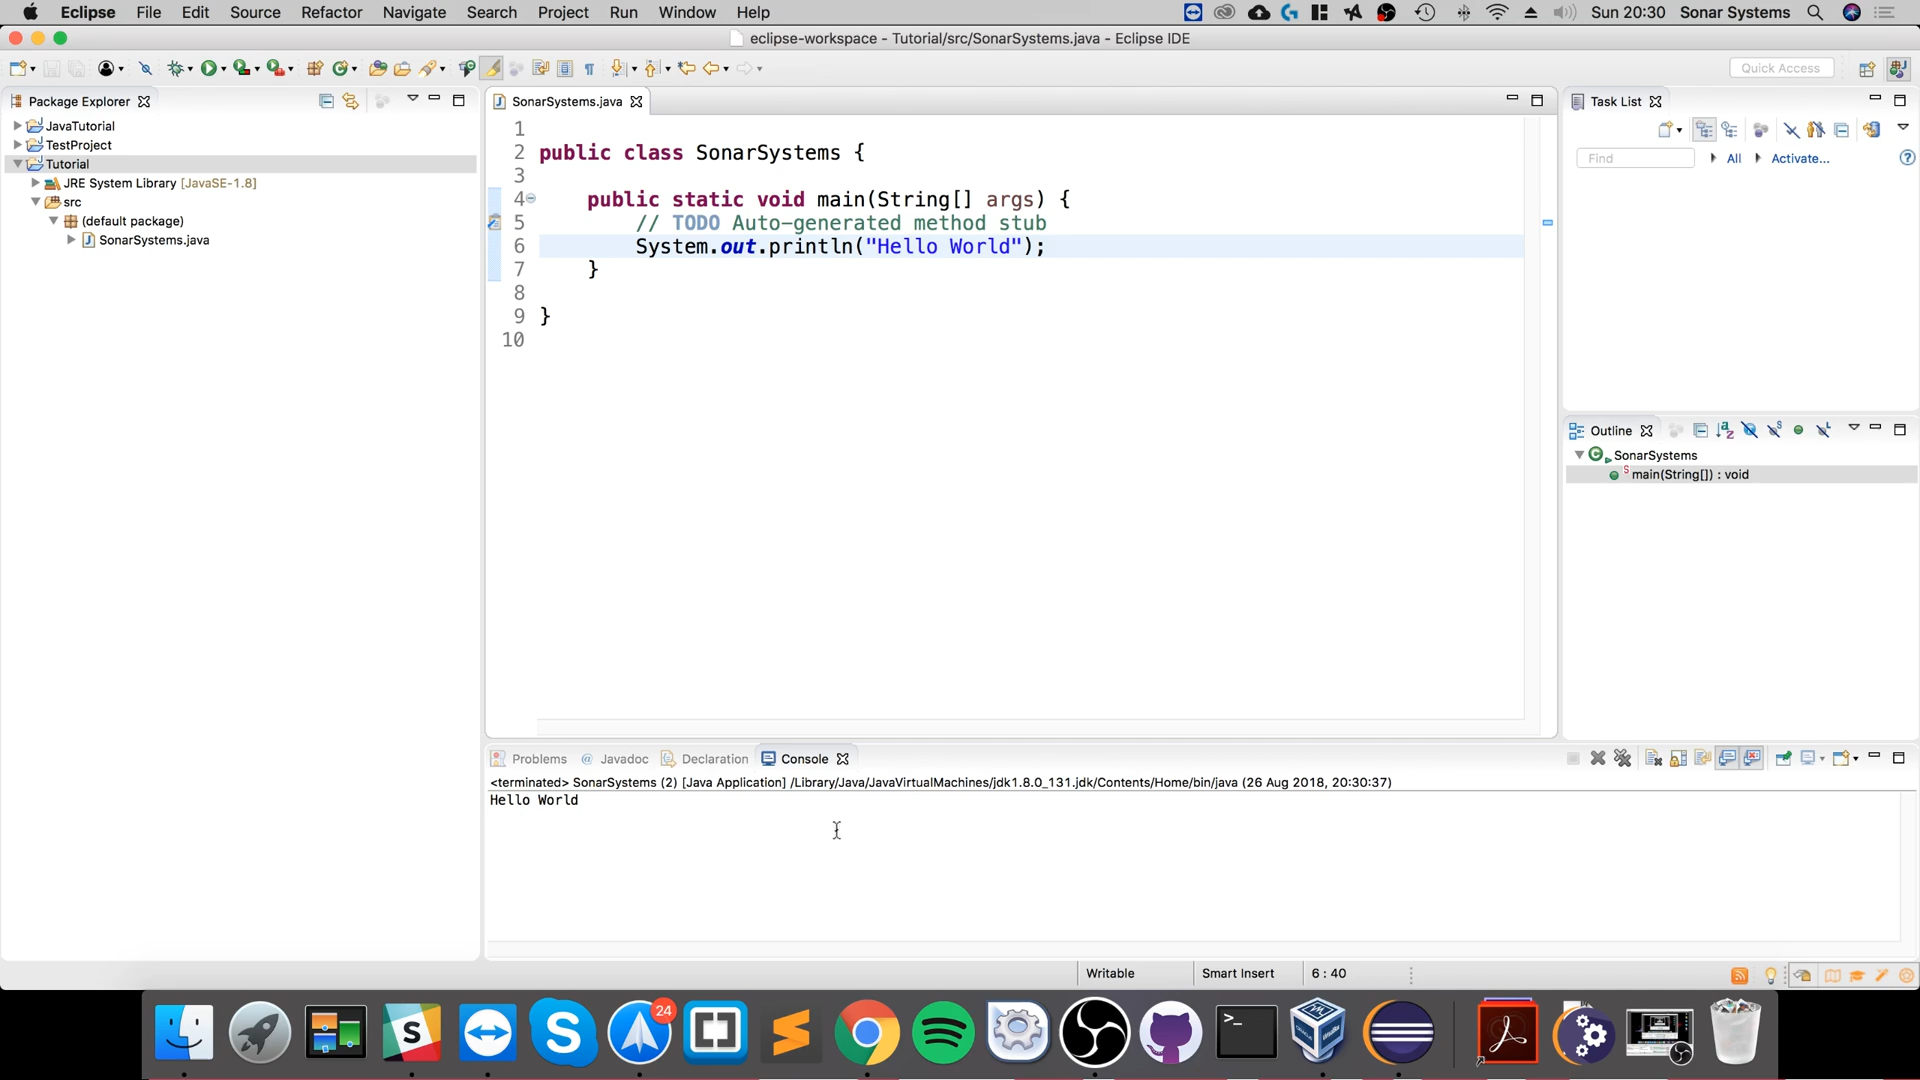 Eclipse File Edit Source Refactor Navigate Search Project Run Window Help Sun 20:30 Sonar Systems
eclipse-workspace - Tutorial/src/SonarSystems.java - Eclipse IDE
Quick Access
Package Explorer
JavaTutorial
TestProject
Tutorial
JRE System Library [JavaSE-1.8]
src
(default package)
SonarSystems.java
SonarSystems.java
1
2 public class SonarSystems {
3
4 public static void main(String[] args) {
5 // TODO Auto-generated method stub
6 System.out.println("Hello World");
7 }
8
9 }
10
Task List
Find All Activate...
Outline
SonarSystems
main(String[]) : void
Problems Javadoc Declaration Console
<terminated> SonarSystems (2) [Java Application] /Library/Java/JavaVirtualMachines/jdk1.8.0_131.jdk/Contents/Home/bin/java (26 Aug 2018, 20:30:37)
Hello World
Writable Smart Insert 6 : 40
24